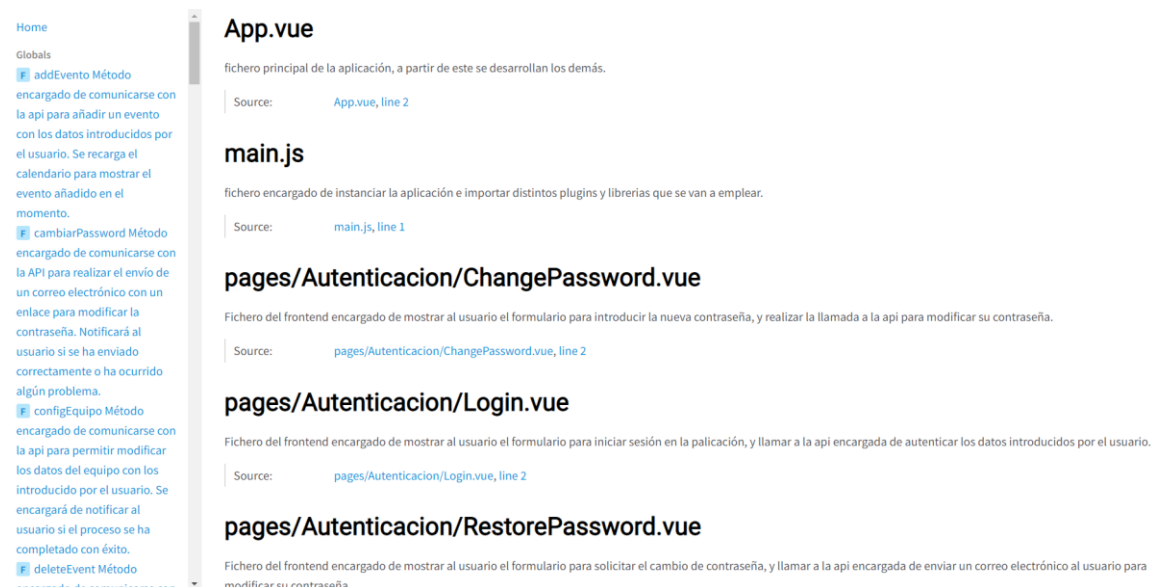 Home
Globals
F addEvento Método
encargado de comunicarse con
la api para añadir un evento
con los datos introducidos por
el usuario. Se recarga el
calendario para mostrar el
evento añadido en el
momento.
F cambiarPassword Método
encargado de comunicarse con
la API para realizar el envío de
un correo electrónico con un
enlace para modificar la
contraseña. Notificará al
usuario si se ha enviado
correctamente o ha ocurrido
algún problema.
F configEquipo Método
encargado de comunicarse con
la api para permitir modificar
los datos del equipo con los
introducido por el usuario. Se
encargará de notificar al
usuario si el proceso se ha
completado con éxito.
F deleteEvent Método
encargado de comunicarse con
App.vue
fichero principal de la aplicación, a partir de este se desarrollan los demás.
Source: App.vue, line 2
main.js
fichero encargado de instanciar la aplicación e importar distintos plugins y librerias que se van a emplear.
Source: main.js, line 1
pages/Autenticacion/ChangePassword.vue
Fichero del frontend encargado de mostrar al usuario el formulario para introducir la nueva contraseña, y realizar la llamada a la api para modificar su contraseña.
Source: pages/Autenticacion/ChangePassword.vue, line 2
pages/Autenticacion/Login.vue
Fichero del frontend encargado de mostrar al usuario el formulario para iniciar sesión en la palicación, y llamar a la api encargada de autenticar los datos introducidos por el usuario.
Source: pages/Autenticacion/Login.vue, line 2
pages/Autenticacion/RestorePassword.vue
Fichero del frontend encargado de mostrar al usuario el formulario para solicitar el cambio de contraseña, y llamar a la api encargada de enviar un correo electrónico al usuario para
modificar su contraseña.